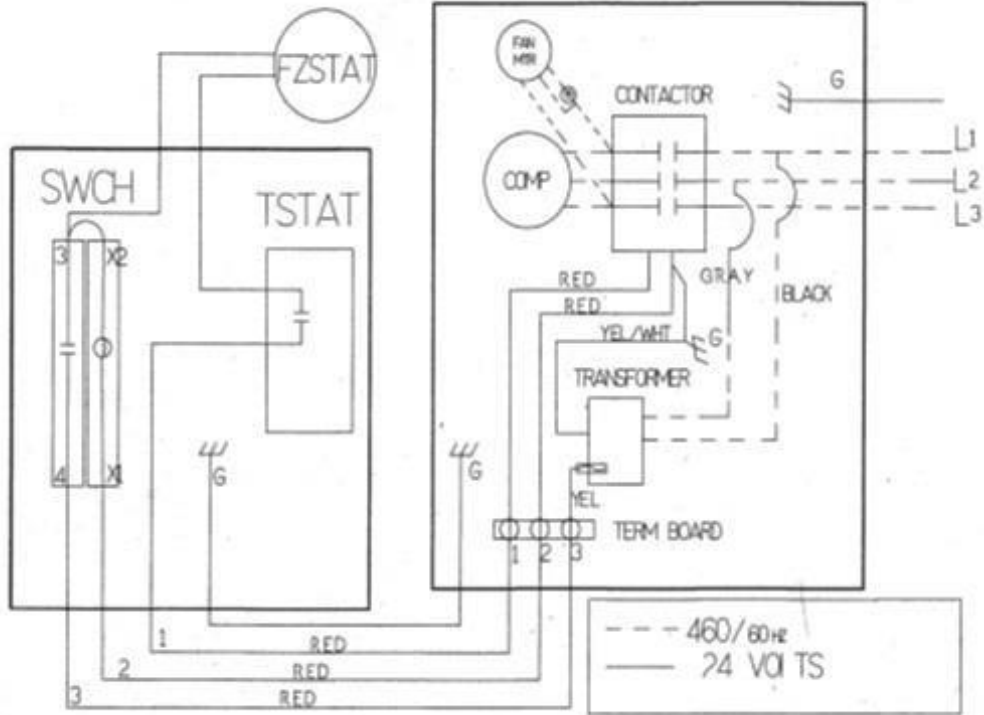 FZSTAT
SWCH
TSTAT
3
X2
4
X1
G
FAN
MTR
CONTACTOR
G
L1
L2
L3
COMP
RED
RED
GRAY
BLACK
YEL/WHT
G
TRANSFORMER
G
YEL
TERM BOARD
1
2
3
1
RED
2
RED
3
RED
460/60HZ
24 VOLTS